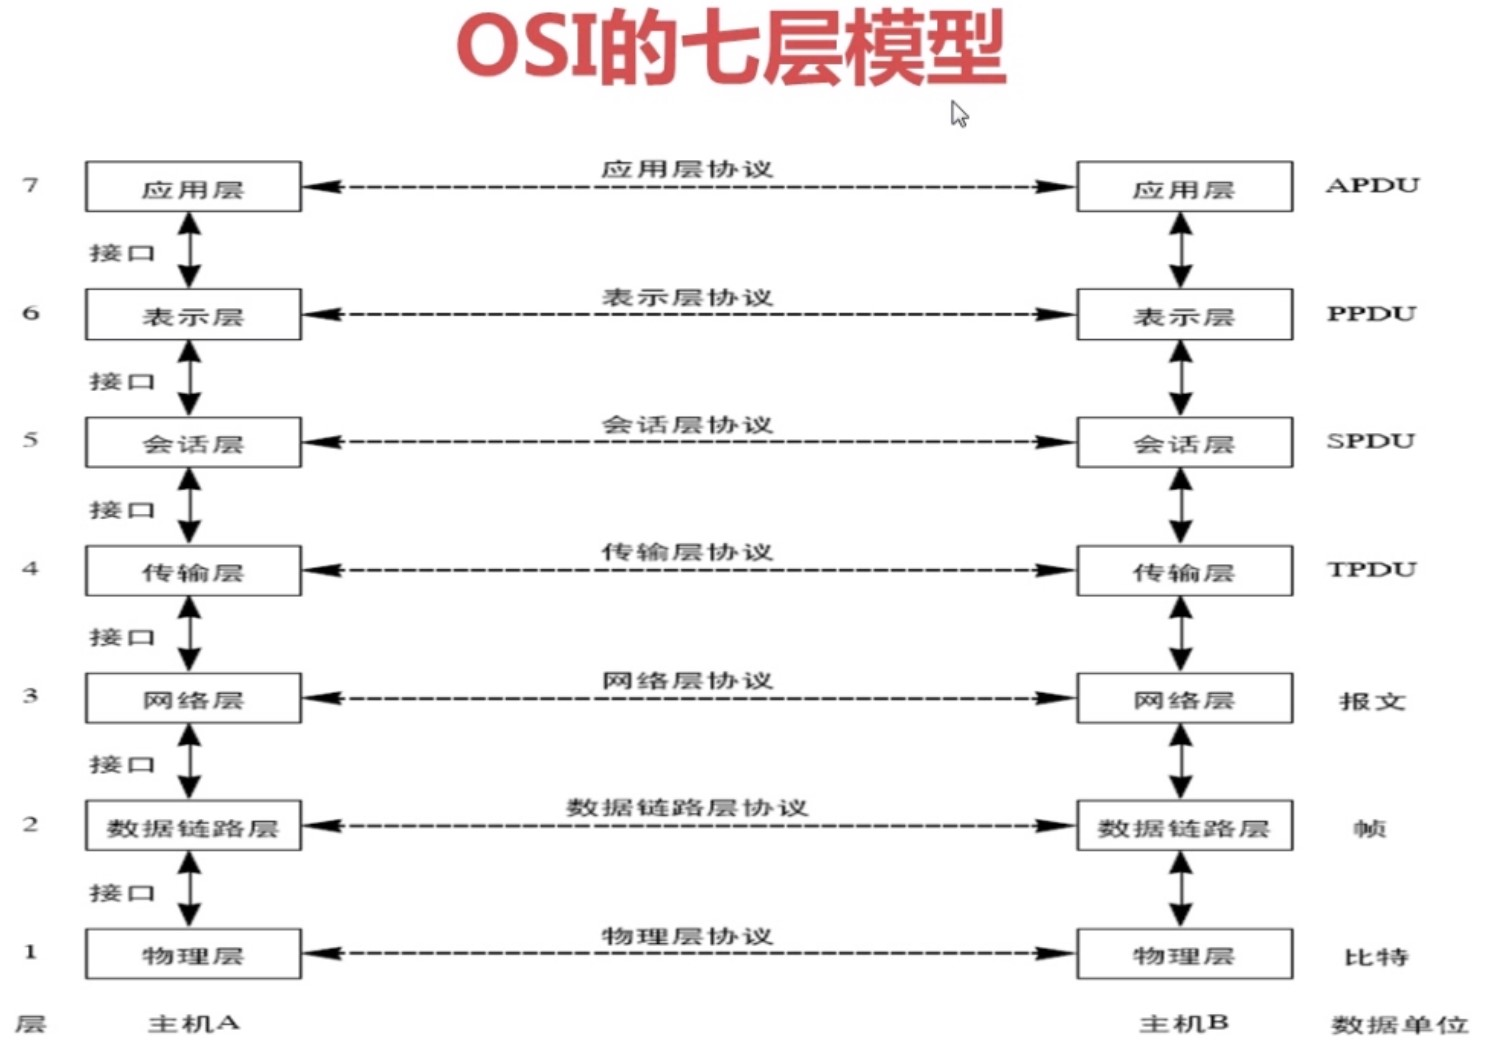 OSI的七层模型
7 应用层 应用层协议 应用层 APDU
接口
6 表示层 表示层协议 表示层 PPDU
接口
5 会话层 会话层协议 会话层 SPDU
接口
4 传输层 传输层协议 传输层 TPDU
接口
3 网络层 网络层协议 网络层 报文
接口
2 数据链路层 数据链路层协议 数据链路层 帧
接口
1 物理层 物理层协议 物理层 比特
层 主机A 主机B 数据单位